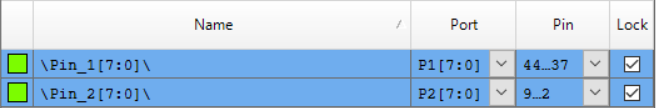 Name / Port Pin Lock
\Pin_1[7:0]\ P1[7:0] 44…37
\Pin_2[7:0]\ P2[7:0] 9…2